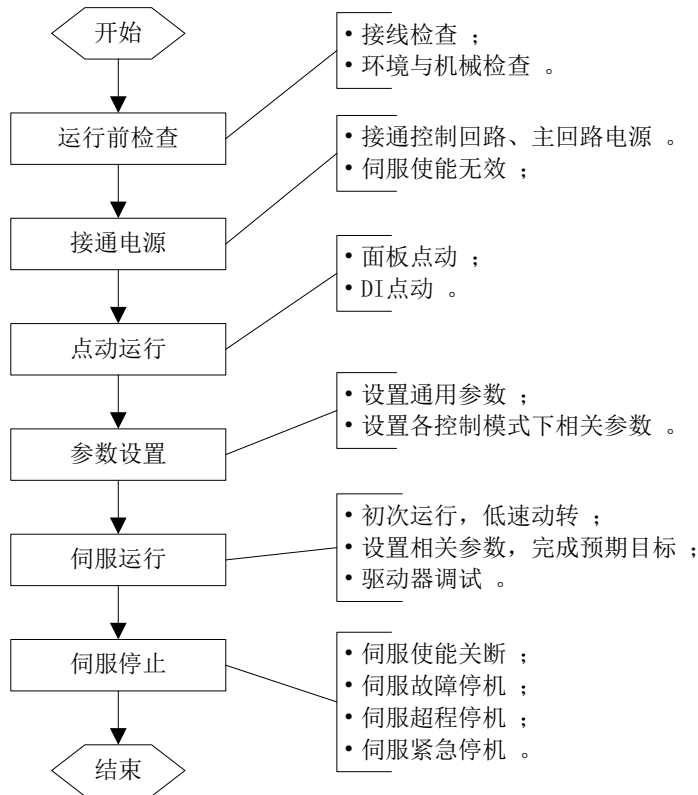 开始
· 接线检查 ；
· 环境与机械检查 。
运行前检查
· 接通控制回路、主回路电源 。
· 伺服使能无效 ；
接通电源
· 面板点动 ；
· DI点动 。
点动运行
· 设置通用参数 ；
· 设置各控制模式下相关参数 。
参数设置
· 初次运行，低速动转 ；
· 设置相关参数，完成预期目标 ；
· 驱动器调试 。
伺服运行
· 伺服使能关断 ；
· 伺服故障停机 ；
· 伺服超程停机 ；
· 伺服紧急停机 。
伺服停止
结束